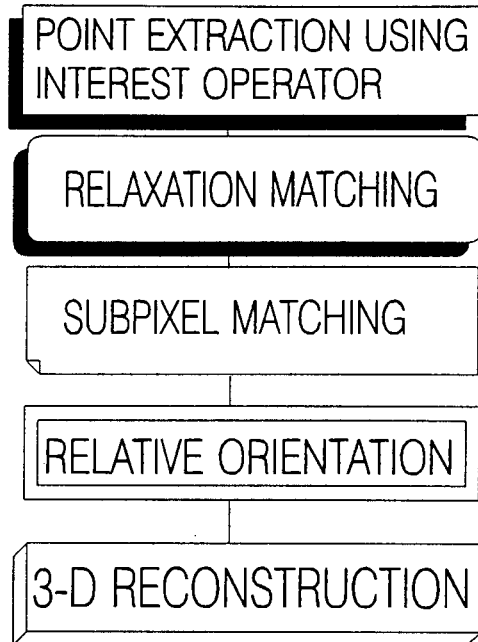 POINT EXTRACTION USING
INTEREST OPERATOR
RELAXATION MATCHING
SUBPIXEL MATCHING
RELATIVE ORIENTATION
3-D RECONSTRUCTION